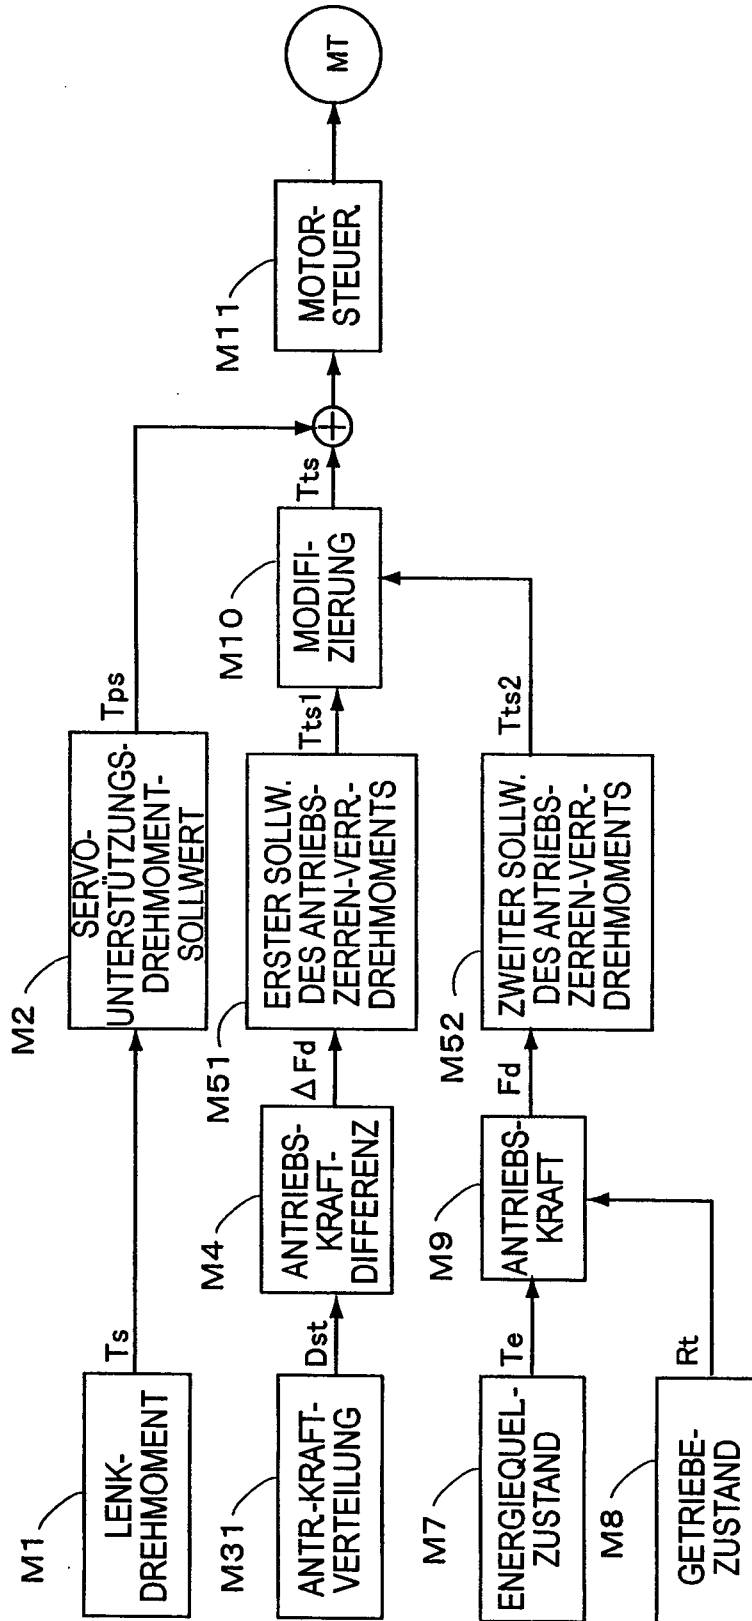 M1
LENK-
DREHMOMENT
Ts
M2
SERVO-
UNTERSTÜTZUNGS-
DREHMOMENT-
SOLLWERT
Tps
M31
ANTR.-KRAFT-
VERTEILUNG
Dst
M4
ANTRIEBS-
KRAFT-
DIFFERENZ
Δ Fd
M51
ERSTER SOLLW.
DES ANTRIEBS-
ZERREN-VERR.-
DREHMOMENTS
Tts1
M10
MODIFI-
ZIERUNG
Tts
+
M11
MOTOR-
STEUER.
MT
M7
ENERGIEQUEL-
ZUSTAND
Te
M9
ANTRIEBS-
KRAFT
Fd
M52
ZWEITER SOLLW.
DES ANTRIEBS-
ZERREN-VERR.-
DREHMOMENTS
Tts2
M8
GETRIEBE-
ZUSTAND
Rt